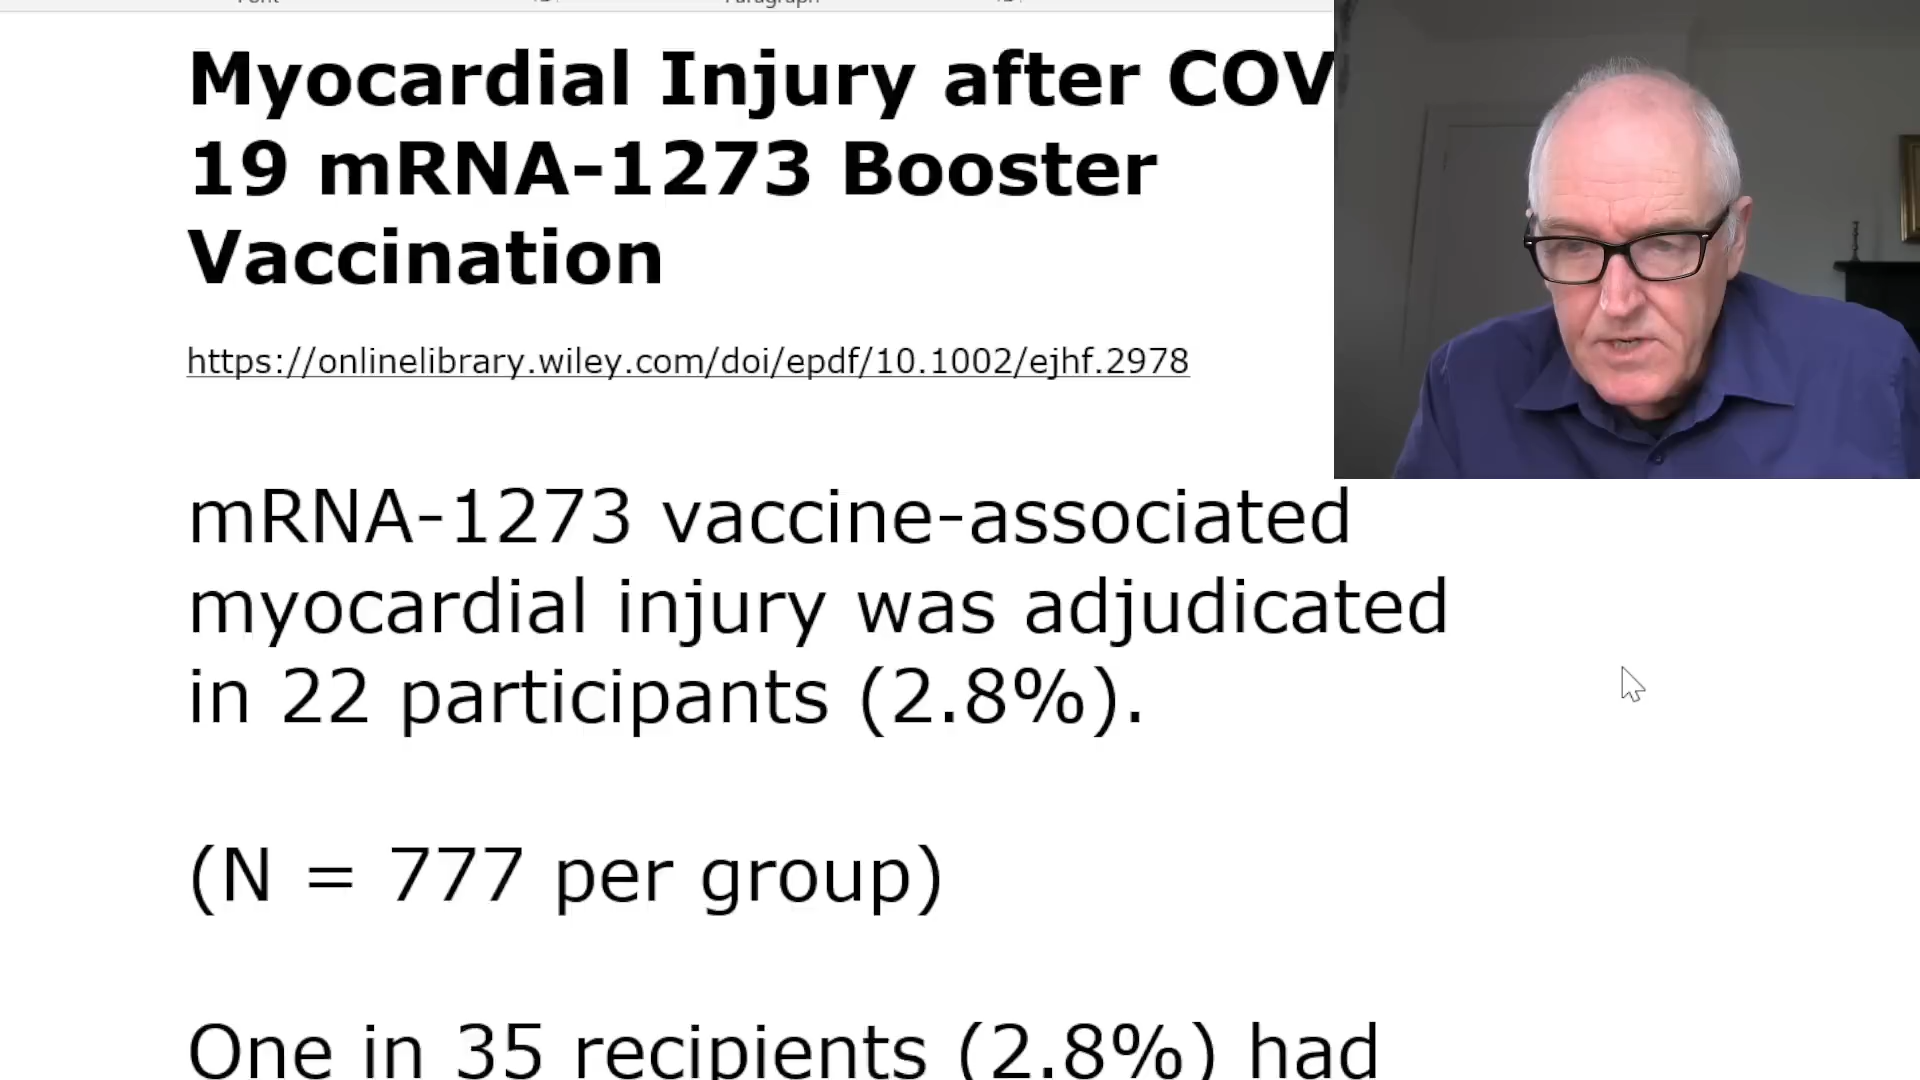 Font
Paragraph
Myocardial Injury after COV
19 mRNA-1273 Booster
Vaccination
https://onlinelibrary.wiley.com/doi/epdf/10.1002/ejhf.2978
mRNA-1273 vaccine-associated
myocardial injury was adjudicated
in 22 participants (2.8%).
(N = 777 per group)
One in 35 recipients (2.8%) had